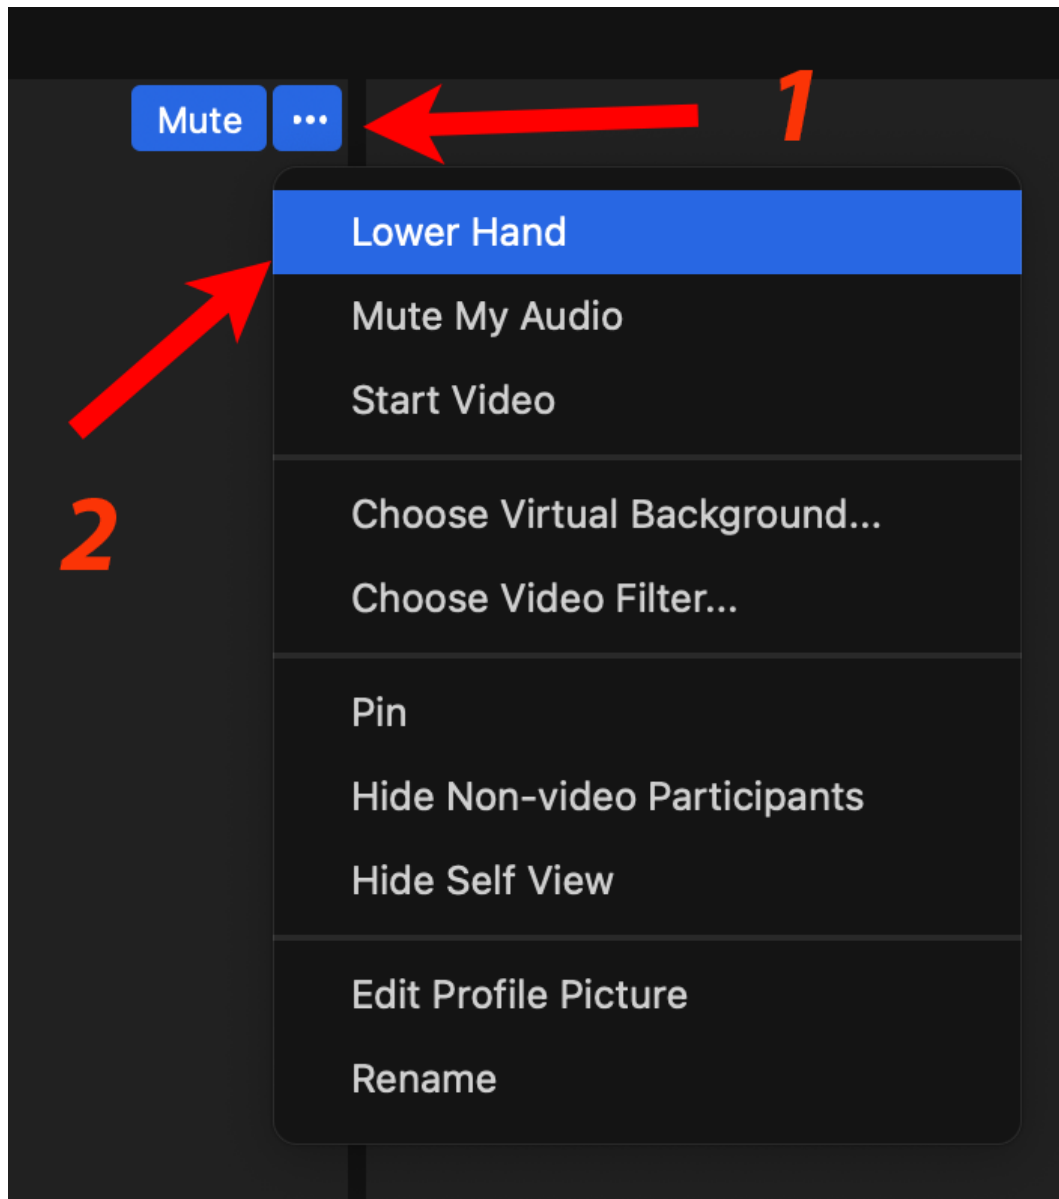 Mute ••• 1
Lower Hand
Mute My Audio
Start Video
2
Choose Virtual Background...
Choose Video Filter...
Pin
Hide Non-video Participants
Hide Self View
Edit Profile Picture
Rename